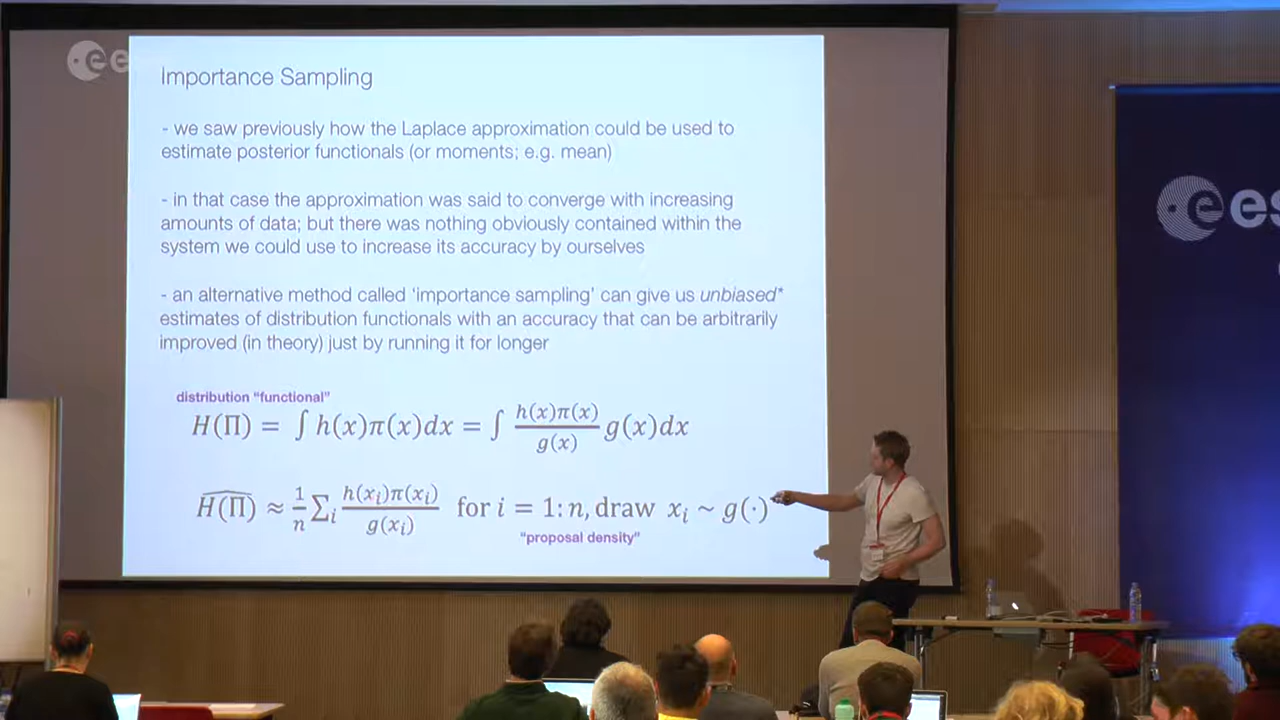 Importance Sampling
- we saw previously how the Laplace approximation could be used to
estimate posterior functionals (or moments; e.g. mean)
- in that case the approximation was said to converge with increasing
amounts of data; but there was nothing obviously contained within the
system we could use to increase its accuracy by ourselves
- an alternative method called ‘importance sampling’ can give us unbiased*
estimates of distribution functionals with an accuracy that can be arbitrarily
improved (in theory) just by running it for longer
distribution “functional”
H(Π) = ∫ h(x)π(x)dx = ∫ h(x)π(x)/g(x) g(x)dx
Ĥ(Π) ≈ 1/n Σᵢ h(xᵢ)π(xᵢ)/g(xᵢ) for i = 1: n, draw xᵢ ~ g(·)
“proposal density”